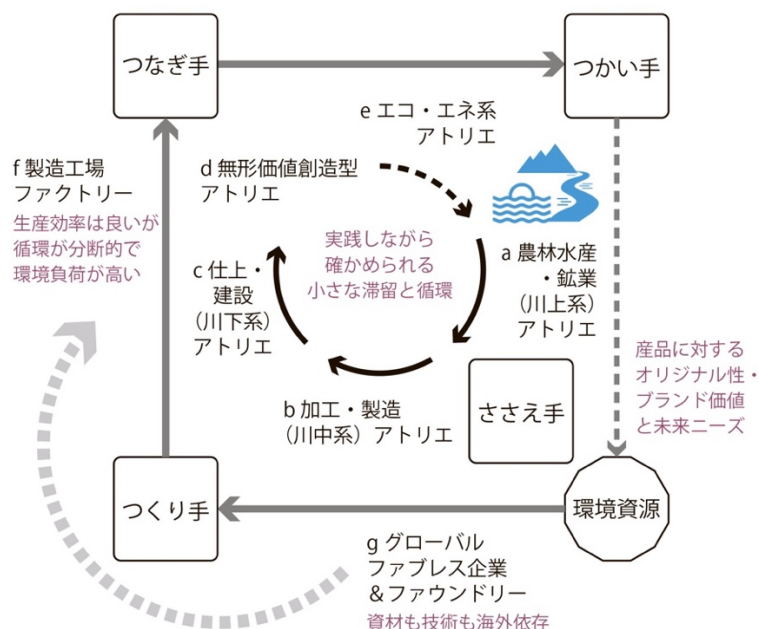 つなぎ手
つかい手
e エコ・エネ系
アトリエ
f 製造工場
ファクトリー
生産効率は良いが
循環が分断的で
環境負荷が高い
d 無形価値創造型
アトリエ
実践しながら
確かめられる
小さな滞留と循環
a 農林水産
・鉱業
（川上系）
アトリエ
c 仕上・
建設
（川下系）
アトリエ
産品に対する
オリジナル性・
ブランド価値
と未来ニーズ
b 加工・製造
（川中系）アトリエ
ささえ手
つくり手
環境資源
g グローバル
ファブレス企業
＆ファウンドリー
資材も技術も海外依存